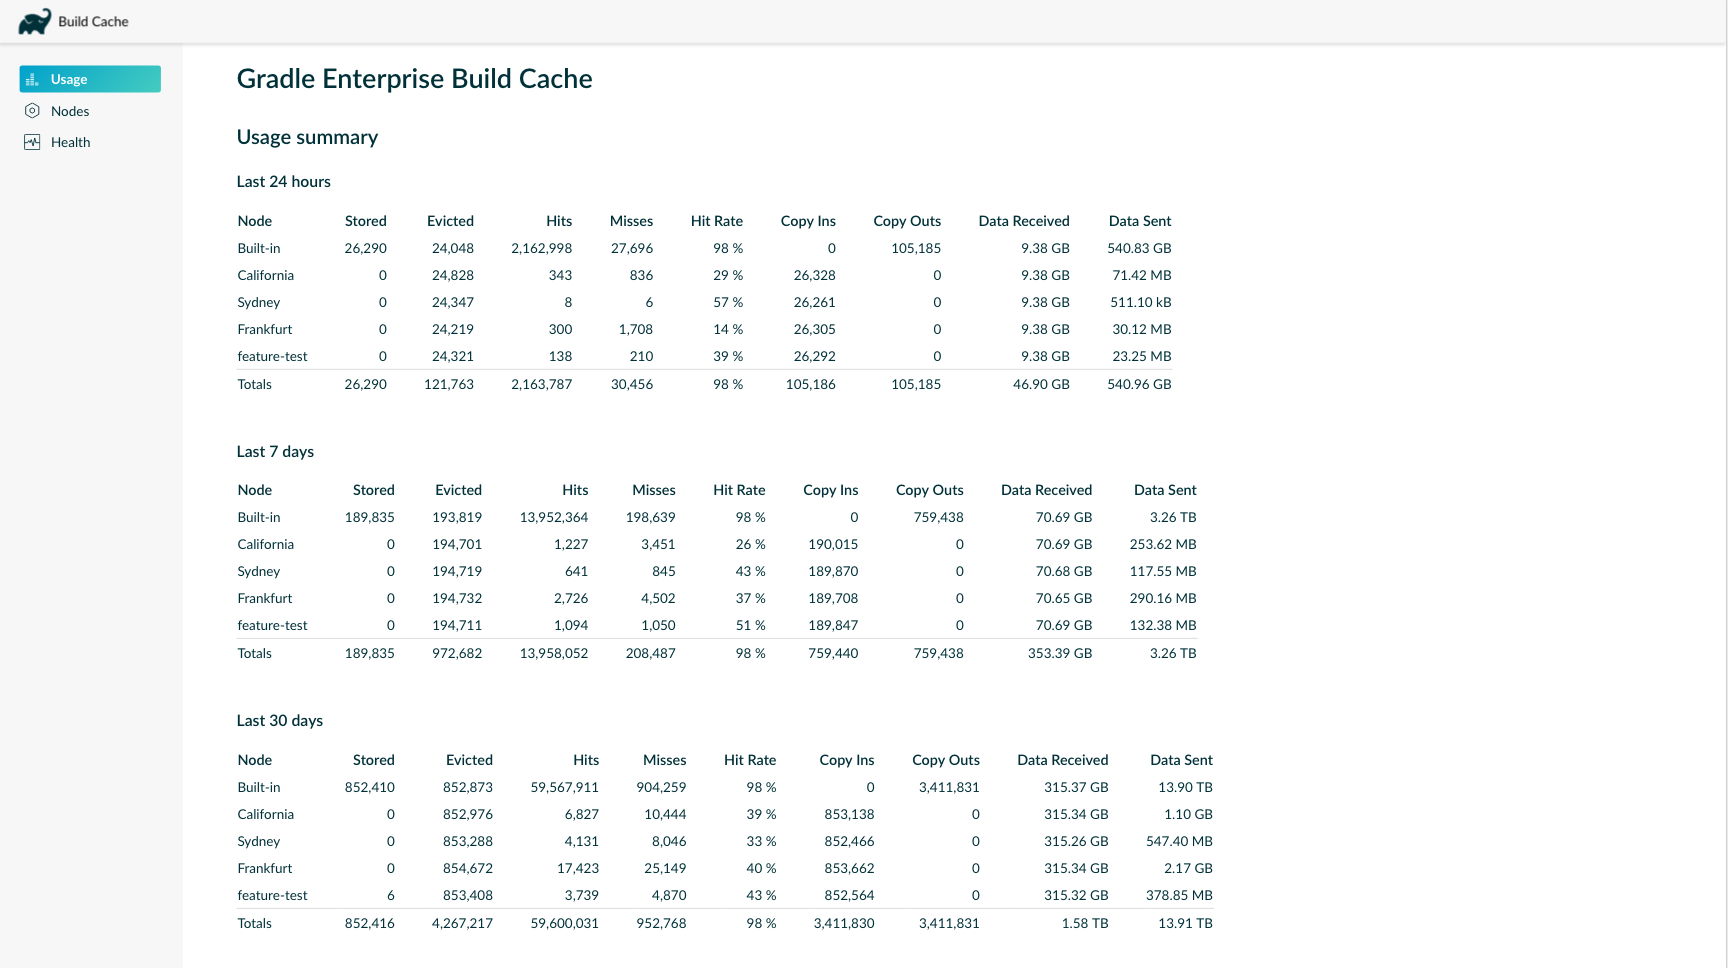 Build Cache
Usage
Nodes
Health
Gradle Enterprise Build Cache
Usage summary
Last 24 hours
Node Stored Evicted Hits Misses Hit Rate Copy Ins Copy Outs Data Received Data Sent
Built-in 26,290 24,048 2,162,998 27,696 98 % 0 105,185 9.38 GB 540.83 GB
California 0 24,828 343 836 29 % 26,328 0 9.38 GB 71.42 MB
Sydney 0 24,347 8 6 57 % 26,261 0 9.38 GB 511.10 kB
Frankfurt 0 24,219 300 1,708 14 % 26,305 0 9.38 GB 30.12 MB
feature-test 0 24,321 138 210 39 % 26,292 0 9.38 GB 23.25 MB
Totals 26,290 121,763 2,163,787 30,456 98 % 105,186 105,185 46.90 GB 540.96 GB
Last 7 days
Node Stored Evicted Hits Misses Hit Rate Copy Ins Copy Outs Data Received Data Sent
Built-in 189,835 193,819 13,952,364 198,639 98 % 0 759,438 70.69 GB 3.26 TB
California 0 194,701 1,227 3,451 26 % 190,015 0 70.69 GB 253.62 MB
Sydney 0 194,719 641 845 43 % 189,870 0 70.68 GB 117.55 MB
Frankfurt 0 194,732 2,726 4,502 37 % 189,708 0 70.65 GB 290.16 MB
feature-test 0 194,711 1,094 1,050 51 % 189,847 0 70.69 GB 132.38 MB
Totals 189,835 972,682 13,958,052 208,487 98 % 759,440 759,438 353.39 GB 3.26 TB
Last 30 days
Node Stored Evicted Hits Misses Hit Rate Copy Ins Copy Outs Data Received Data Sent
Built-in 852,410 852,873 59,567,911 904,259 98 % 0 3,411,831 315.37 GB 13.90 TB
California 0 852,976 6,827 10,444 39 % 853,138 0 315.34 GB 1.10 GB
Sydney 0 853,288 4,131 8,046 33 % 852,466 0 315.26 GB 547.40 MB
Frankfurt 0 854,672 17,423 25,149 40 % 853,662 0 315.34 GB 2.17 GB
feature-test 6 853,408 3,739 4,870 43 % 852,564 0 315.32 GB 378.85 MB
Totals 852,416 4,267,217 59,600,031 952,768 98 % 3,411,830 3,411,831 1.58 TB 13.91 TB